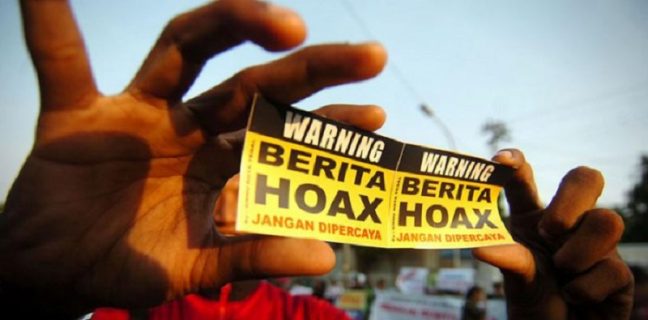 WARNING
BERITA
HOAX
JANGAN DIPERCAYA
WARNING
BERITA
HOAX
JANGAN DIPERCAYA